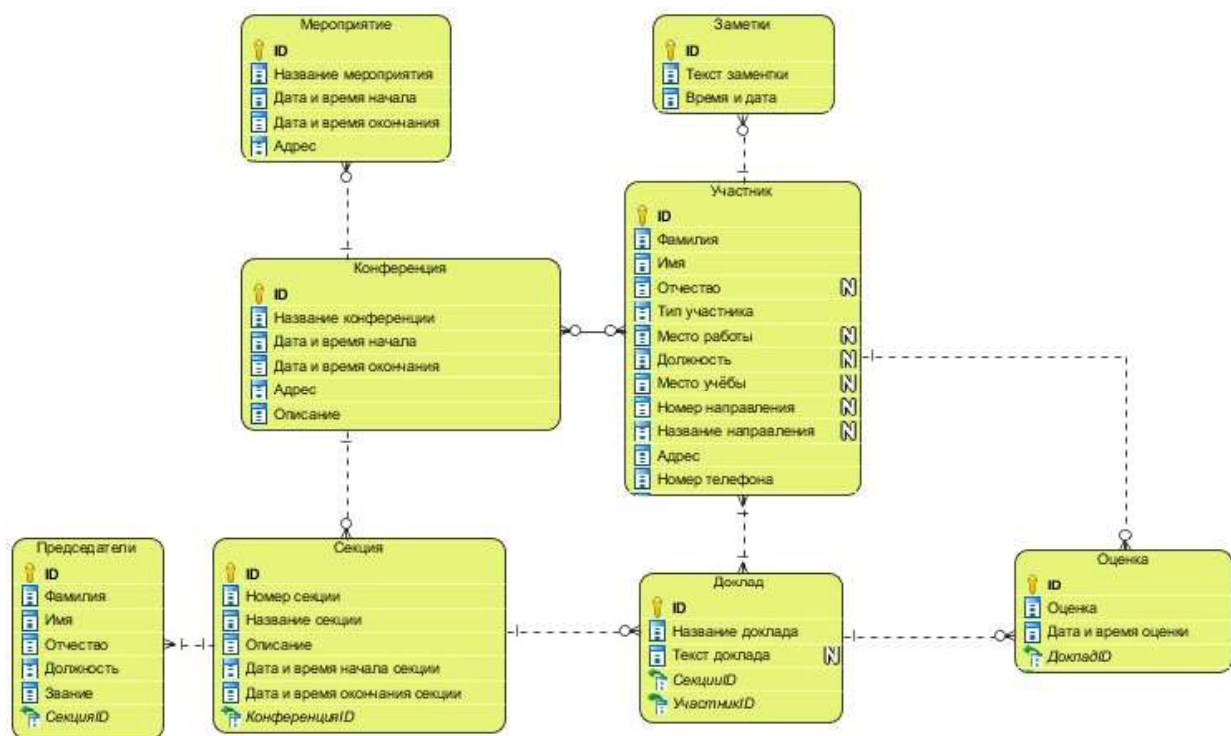 Мероприятие
ID
Название мероприятия
Дата и время начала
Дата и время окончания
Адрес
Заметки
ID
Текст заментки
Время и дата
Участник
ID
Фамилия
Имя
Отчество N
Тип участника
Место работы N
Должность N
Место учёбы N
Номер направления N
Название направления N
Адрес
Номер телефона
Конференция
ID
Название конференции
Дата и время начала
Дата и время окончания
Адрес
Описание
Председатели
ID
Фамилия
Имя
Отчество
Должность
Звание
СекцияID
Секция
ID
Номер секции
Название секции
Описание
Дата и время начала секции
Дата и время окончания секции
КонференцияID
Доклад
ID
Название доклада
Текст доклада N
СекцииID
УчастникID
Оценка
ID
Оценка
Дата и время оценки
ДокладID